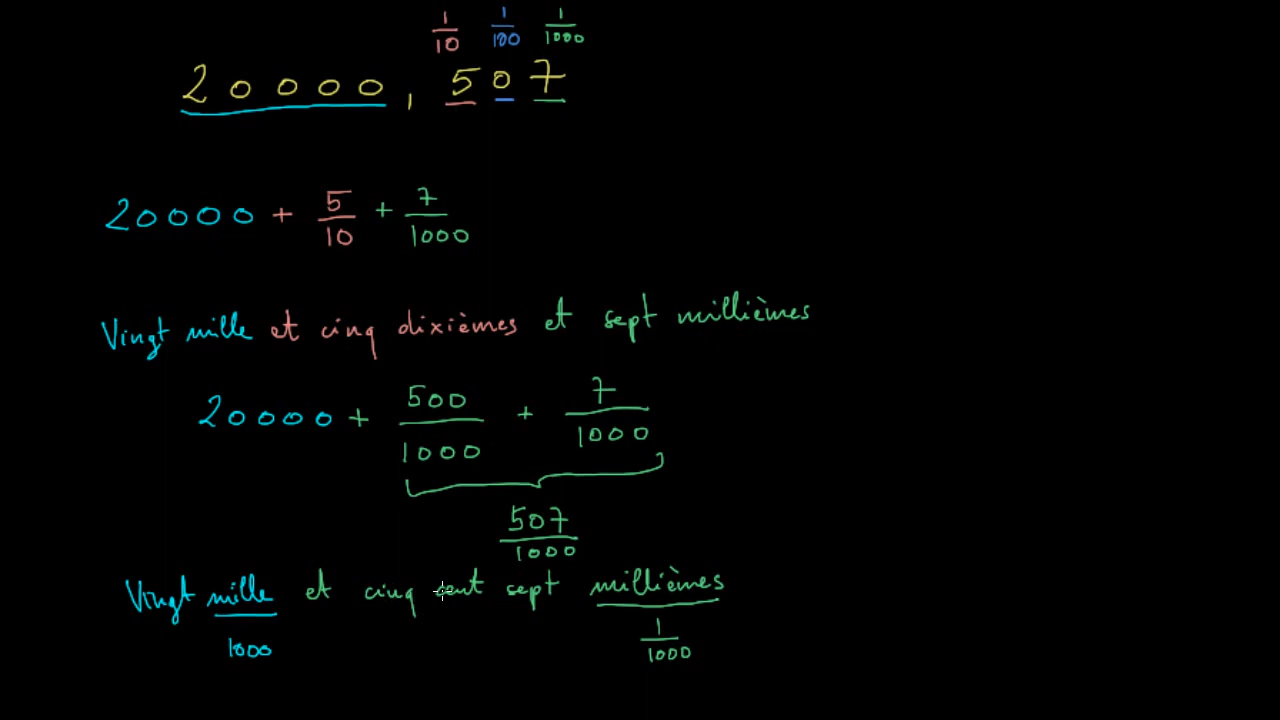 1/10 1/100 1/1000
20000,507
20000 + 5/10 + 7/1000
Vingt mille et cinq dixièmes et sept millièmes
20000 + 500/1000 + 7/1000
507/1000
Vingt mille et cinq cent sept millièmes
1000 1/1000